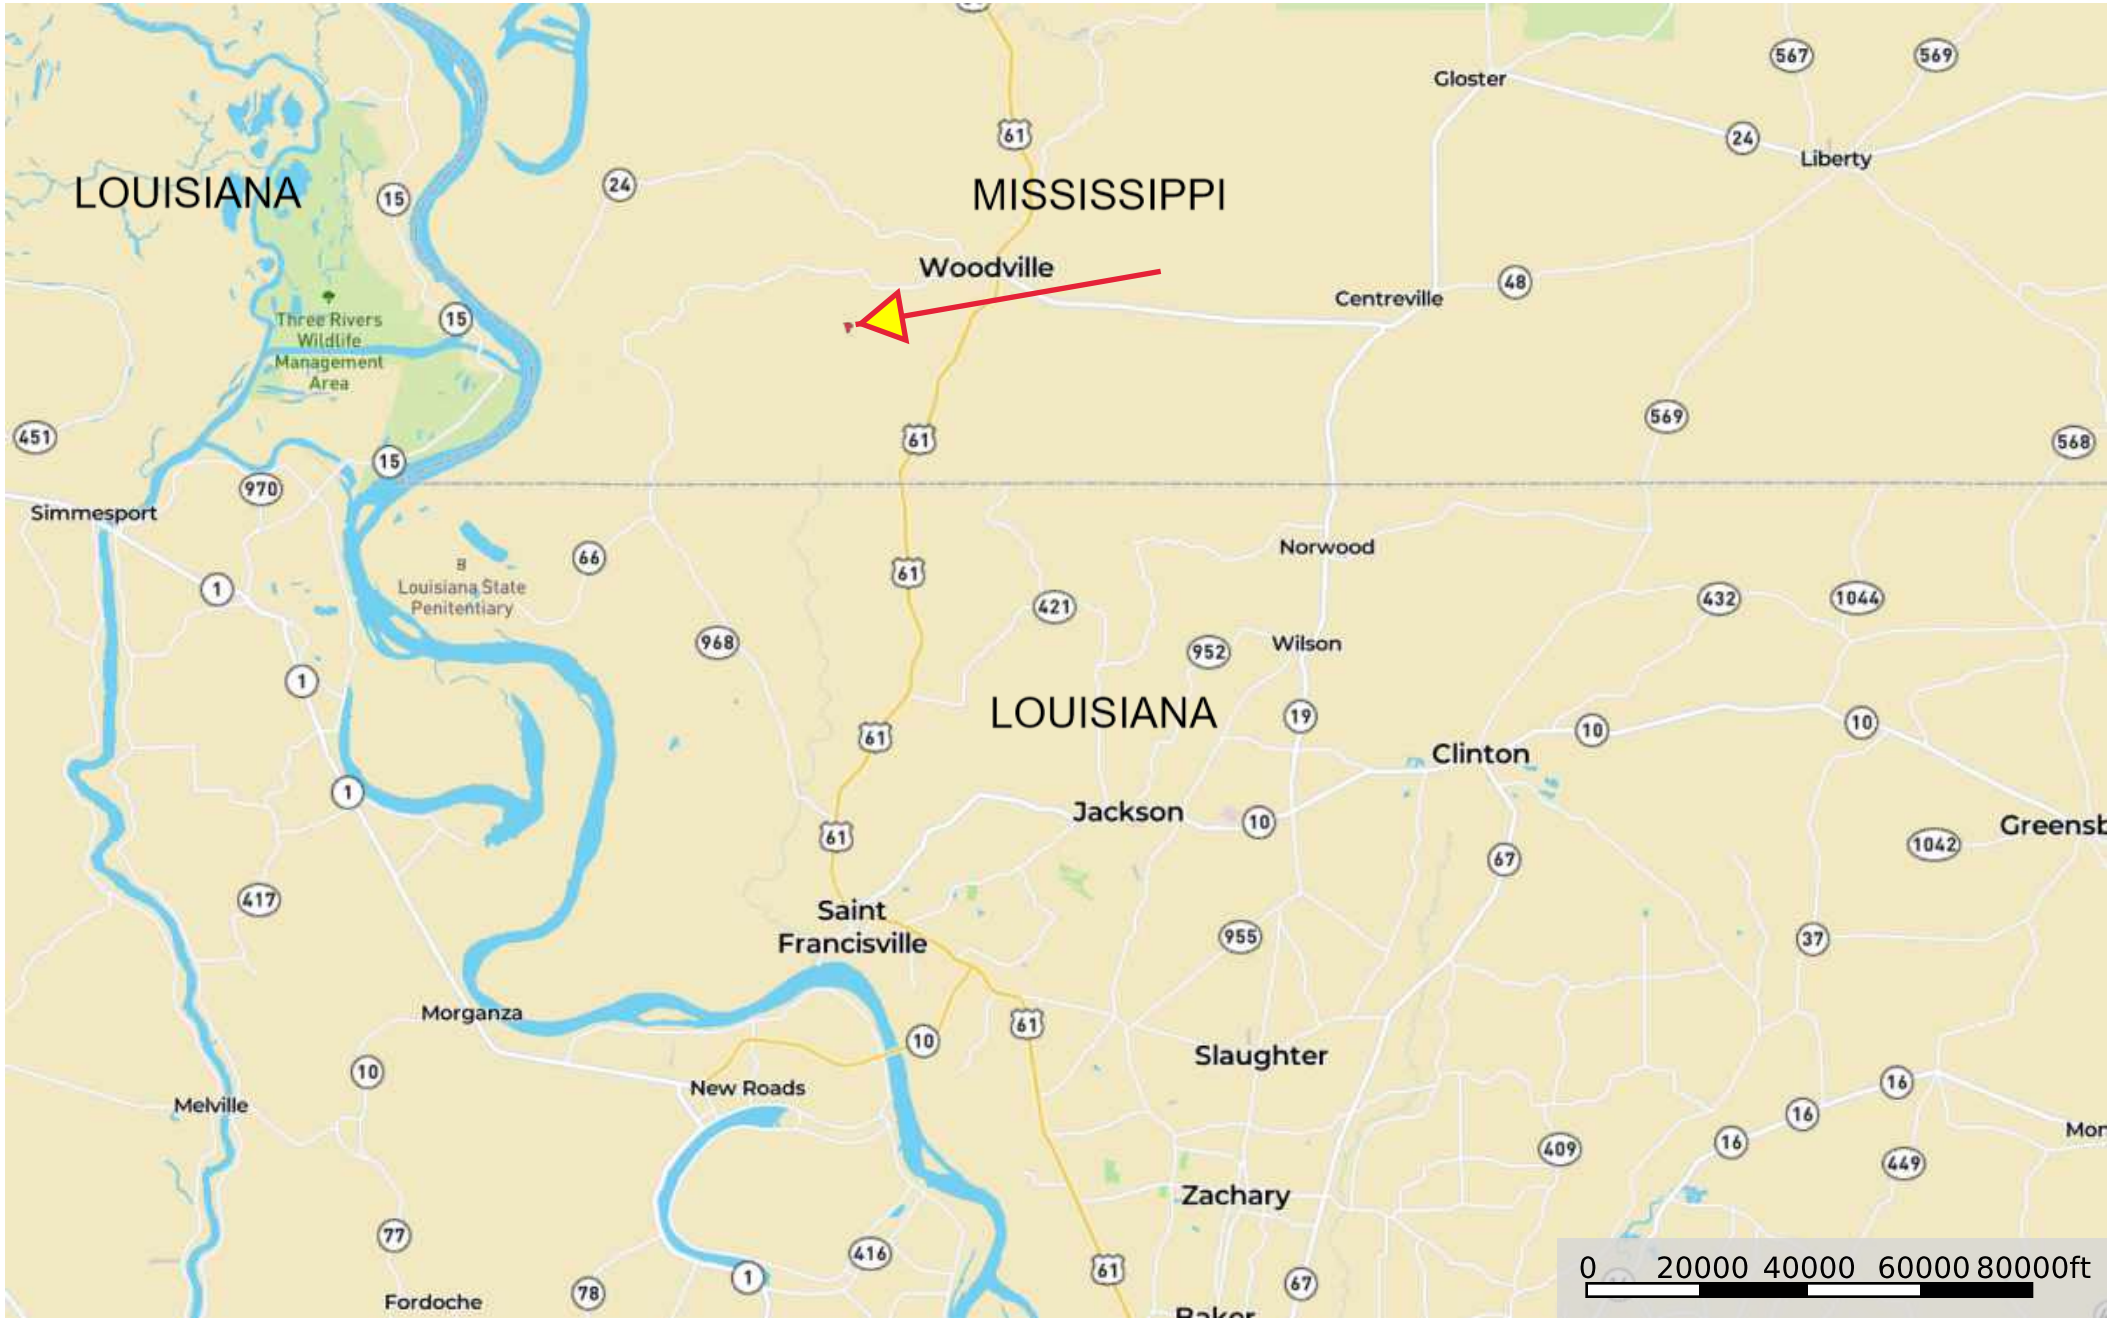 61
567
569
Gloster
24
Liberty
LOUISIANA
15
24
MISSISSIPPI
Woodville
48
Centreville
15
Three Rivers
Wildlife
Management
Area
451
61
569
568
15
970
Simmesport
Norwood
66
61
Louisiana State
Penitentiary
1
421
432
1044
968
952
Wilson
1
LOUISIANA
19
10
10
61
Clinton
1
Jackson
10
61
Greensb
1042
67
417
Saint
Francisville
955
37
Morganza
61
10
Slaughter
10
New Roads
16
Melville
16
16
Mor
409
449
Zachary
77
416
61
1
67
78
Fordoche
Baker
0 20000 40000 60000 80000ft